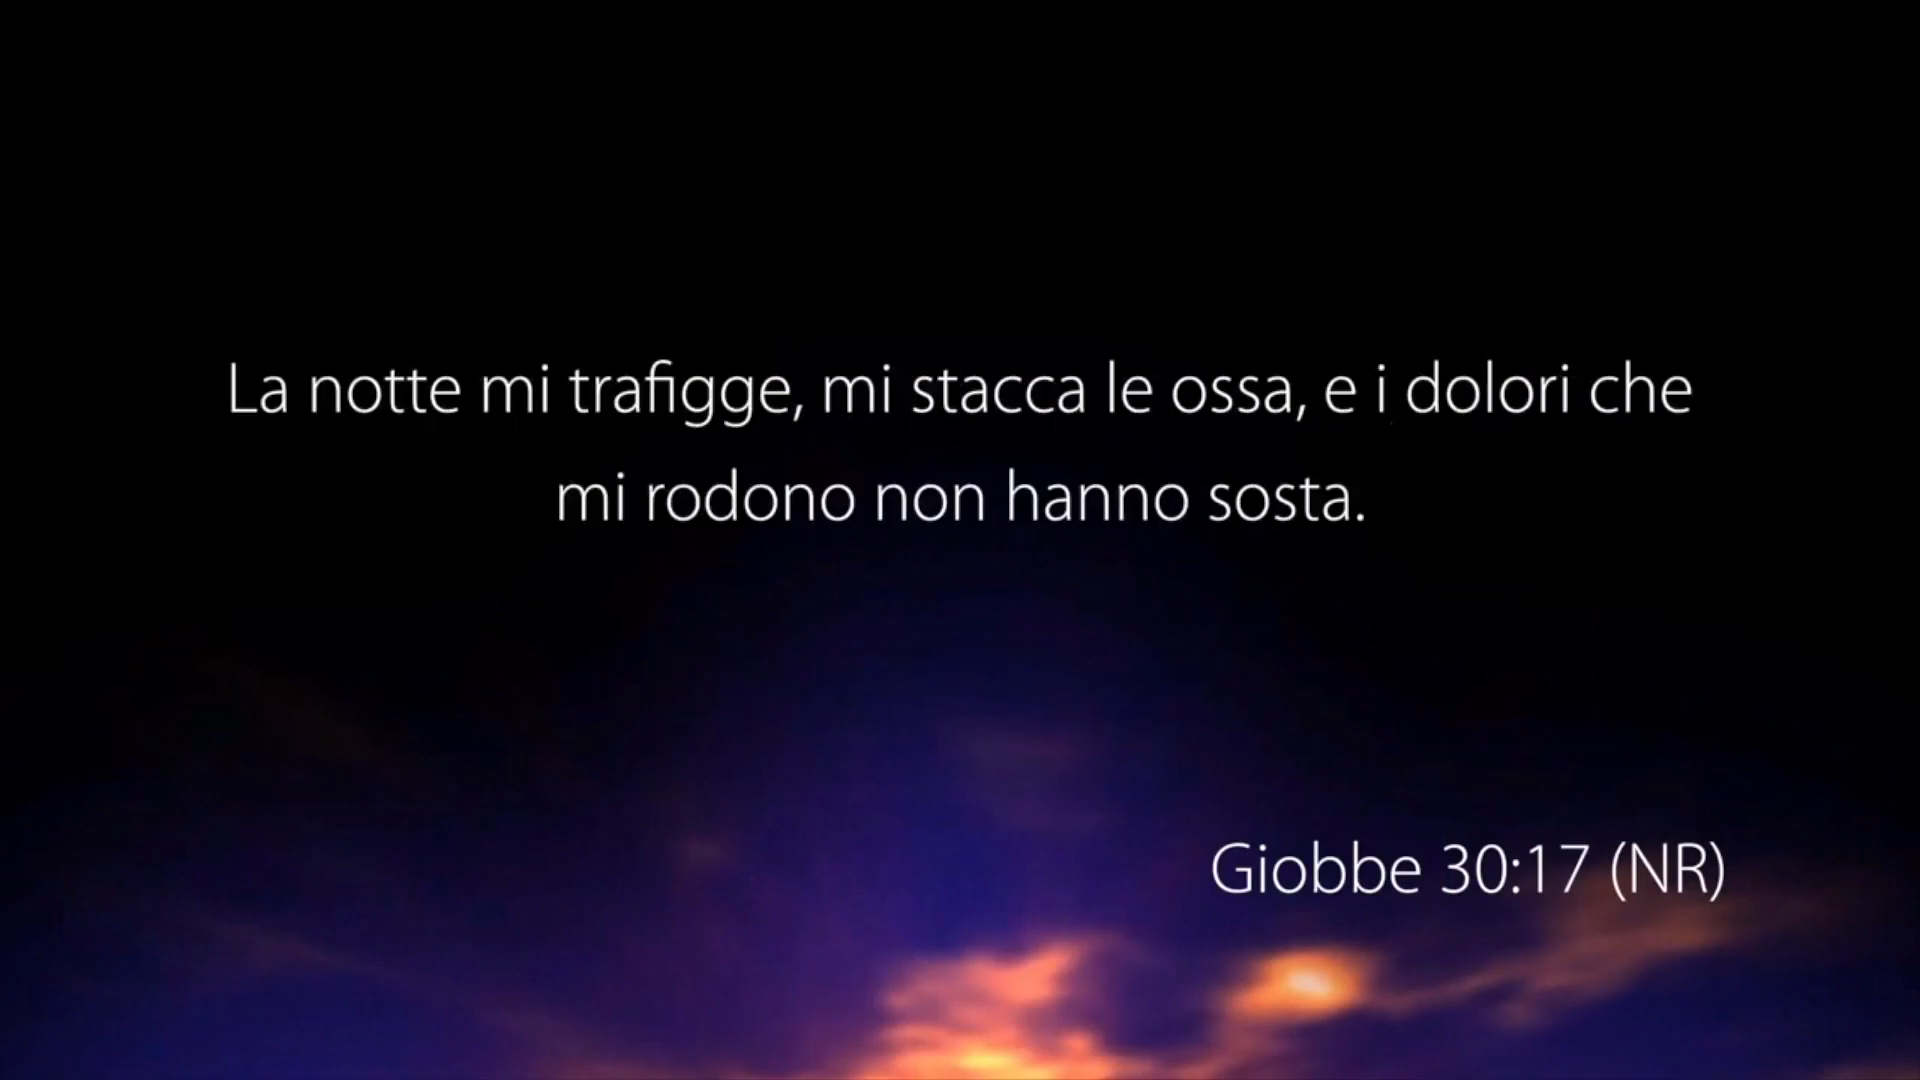 La notte mi trafigge, mi stacca le ossa, e i dolori che
mi rodono non hanno sosta.
Giobbe 30:17 (NR)